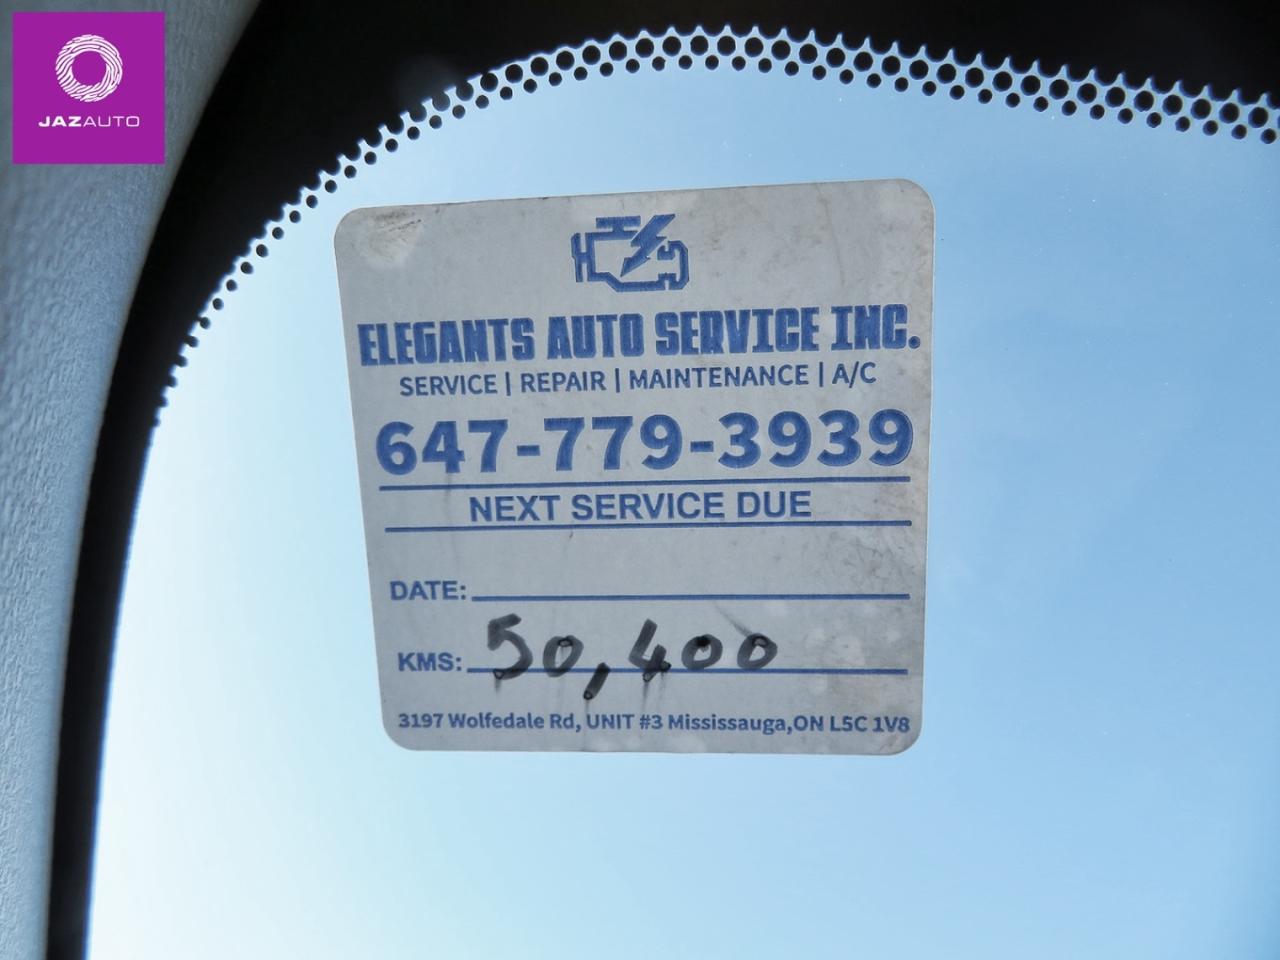 JAZAUTO
ELEGANTS AUTO SERVICE INC.
SERVICE | REPAIR | MAINTENANCE | A/C
647-779-3939
NEXT SERVICE DUE
DATE:
KMS: 50,400
3197 Wolfedale Rd, UNIT #3 Mississauga,ON L5C 1V8